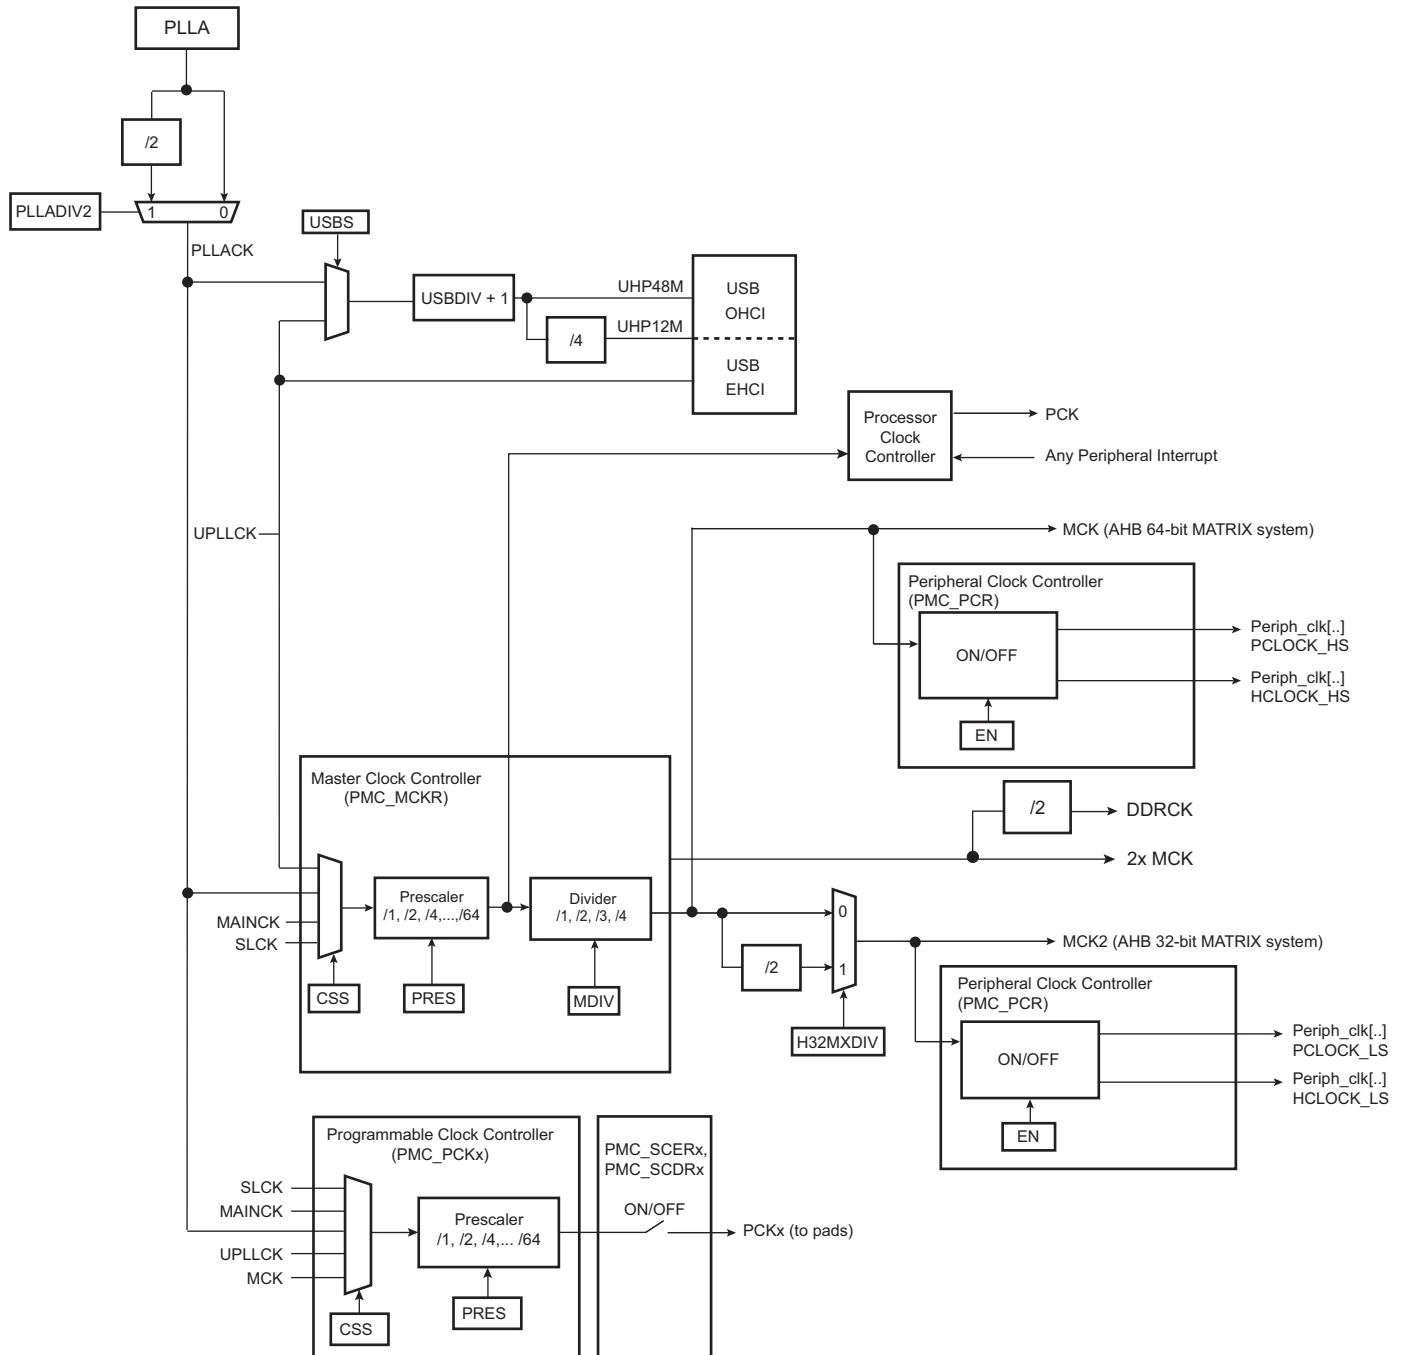 PLLA
/2
PLLADIV2
1
0
PLLACK
USBS
USBDIV + 1
UHP48M
/4
UHP12M
USB
OHCI
USB
EHCI
Processor
Clock
Controller
PCK
Any Peripheral Interrupt
UPLLCK
MCK (AHB 64-bit MATRIX system)
Peripheral Clock Controller
(PMC_PCR)
ON/OFF
EN
Periph_clk[..]
PCLOCK_HS
Periph_clk[..]
HCLOCK_HS
Master Clock Controller
(PMC_MCKR)
/2
DDRCK
2x MCK
MAINCK
SLCK
Prescaler
/1, /2, /4,...,/64
Divider
/1, /2, /3, /4
CSS
PRES
MDIV
/2
0
1
H32MXDIV
MCK2 (AHB 32-bit MATRIX system)
Peripheral Clock Controller
(PMC_PCR)
ON/OFF
EN
Periph_clk[..]
PCLOCK_LS
Periph_clk[..]
HCLOCK_LS
Programmable Clock Controller
(PMC_PCKx)
SLCK
MAINCK
UPLLCK
MCK
Prescaler
/1, /2, /4,... /64
CSS
PRES
PMC_SCERx,
PMC_SCDRx
ON/OFF
PCKx (to pads)